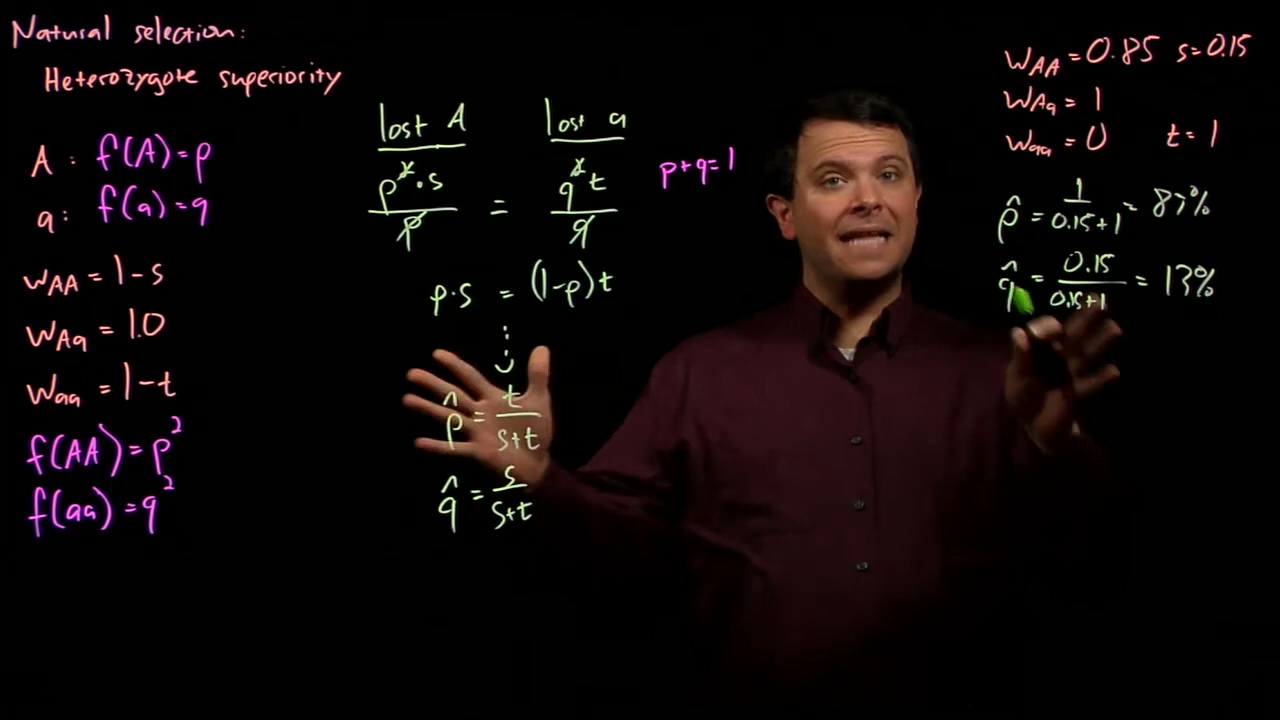 Natural selection:
Heterozygote superiority
A: f(A)=p
a: f(a)=q
wAA = 1-s
wAa = 1.0
waa = 1-t
f(AA)=p²
f(aa)=q²
lost A
p²·s / p
=
lost a
q²t / q
p+q=1
p·s = (1-p)t
p̂ = t / s+t
q̂ = s / s+t
wAA = 0.85 s=0.15
wAa = 1
waa = 0 t=1
p̂ = 1 / 0.15+1 = 87%
q̂ = 0.15 / 0.15+1 = 13%